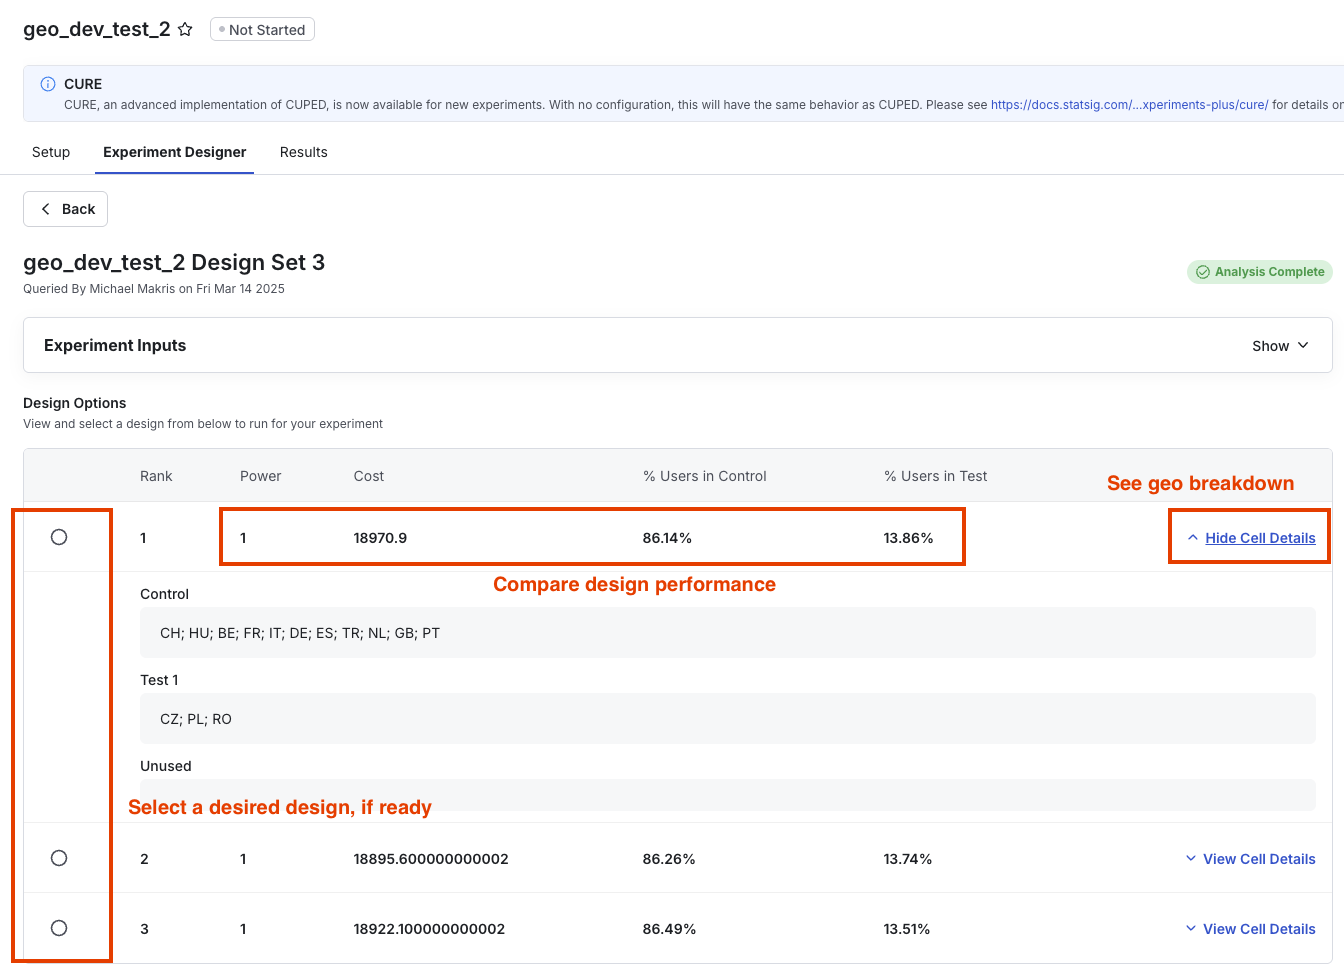 geo_dev_test_2 Not Started
CURE
CURE, an advanced implementation of CUPED, is now available for new experiments. With no configuration, this will have the same behavior as CUPED. Please see https://docs.statsig.com/...xperiments-plus/cure/ for details on
Setup Experiment Designer Results
Back
geo_dev_test_2 Design Set 3
Queried By Michael Makris on Fri Mar 14 2025
Analysis Complete
Experiment Inputs Show
Design Options
View and select a design from below to run for your experiment
Rank Power Cost % Users in Control % Users in Test
See geo breakdown
1 1 18970.9 86.14% 13.86% Hide Cell Details
Compare design performance
Control
CH; HU; BE; FR; IT; DE; ES; TR; NL; GB; PT
Test 1
CZ; PL; RO
Unused
Select a desired design, if ready
2 1 18895.600000000002 86.26% 13.74% View Cell Details
3 1 18922.100000000002 86.49% 13.51% View Cell Details